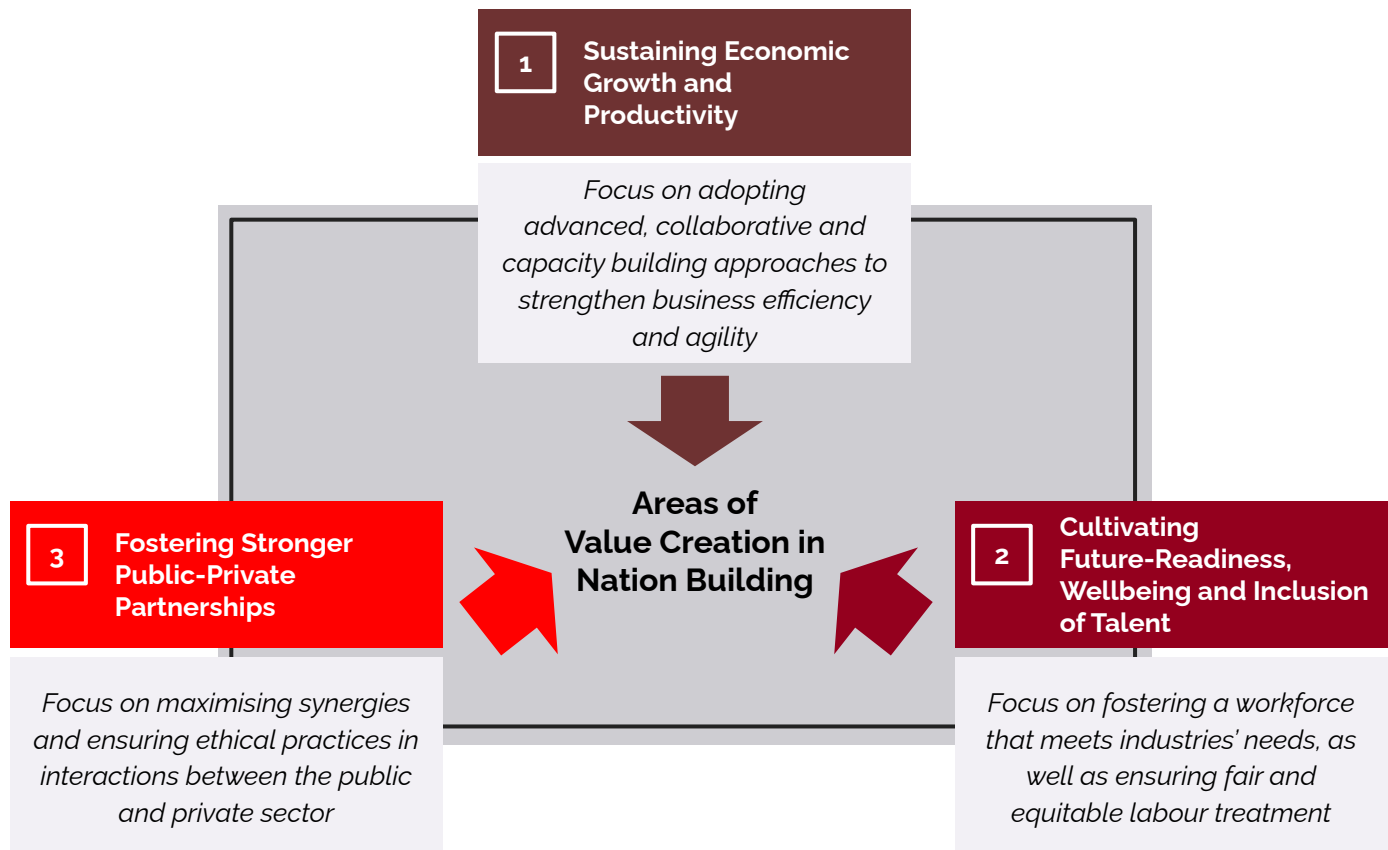 1
Sustaining Economic
Growth and
Productivity
Focus on adopting
advanced, collaborative and
capacity building approaches to
strengthen business efficiency
and agility
Areas of
Value Creation in
Nation Building
2
Cultivating
Future-Readiness,
Wellbeing and Inclusion
of Talent
Focus on fostering a workforce
that meets industries’ needs, as
well as ensuring fair and
equitable labour treatment
3
Fostering Stronger
Public-Private
Partnerships
Focus on maximising synergies
and ensuring ethical practices in
interactions between the public
and private sector